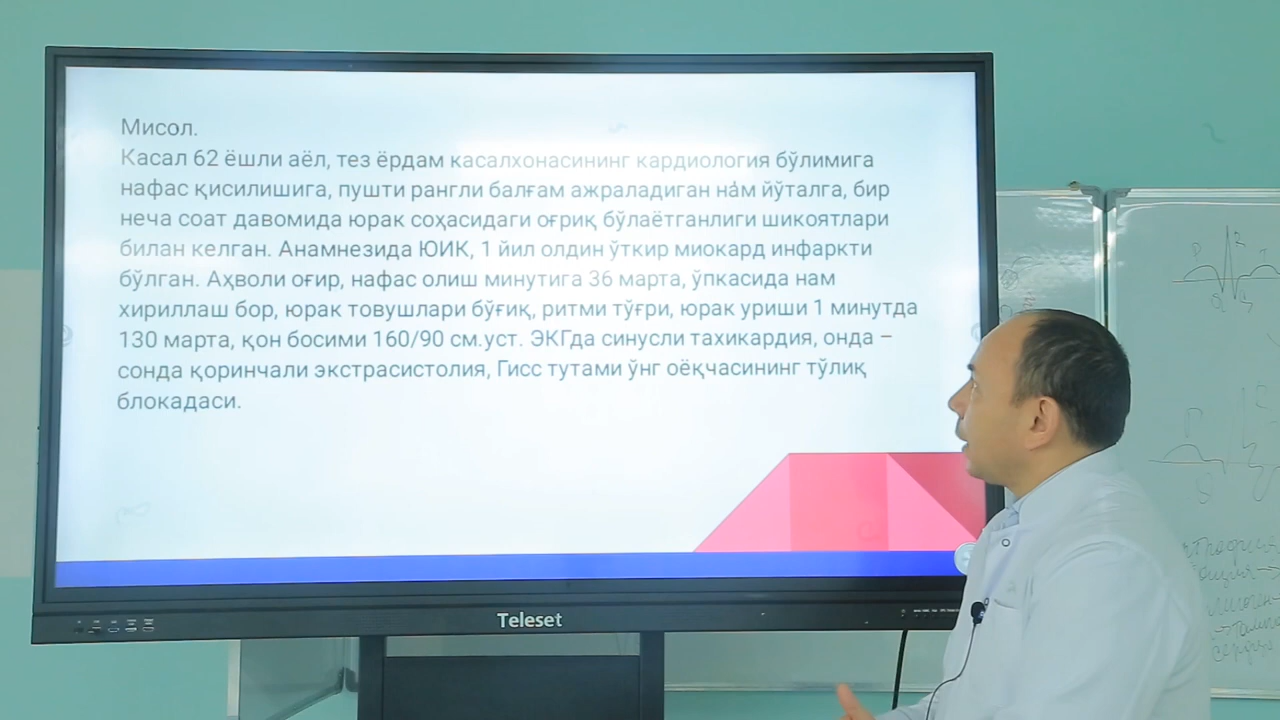 Мисол.
Касал 62 ёшли аёл, тез ёрдам касалхонасининг кардиология бўлимига
нафас қисилишига, пушти рангли балғам ажраладиган нам йўталга, бир
неча соат давомида юрак соҳасидаги оғриқ бўлаётганлиги шикоятлари
билан келган. Анамнезида ЮИК, 1 йил олдин ўткир миокард инфаркти
бўлган. Аҳволи оғир, нафас олиш минутига 36 марта, ўпкасида нам
хириллаш бор, юрак товушлари бўғиқ, ритми тўғри, юрак уриши 1 минутда
130 марта, қон босими 160/90 см.уст. ЭКГда синусли тахикардия, онда –
сонда қоринчали экстрасистолия, Гисс тутами ўнг оёқчасининг тўлиқ
блокадаси.
Teleset